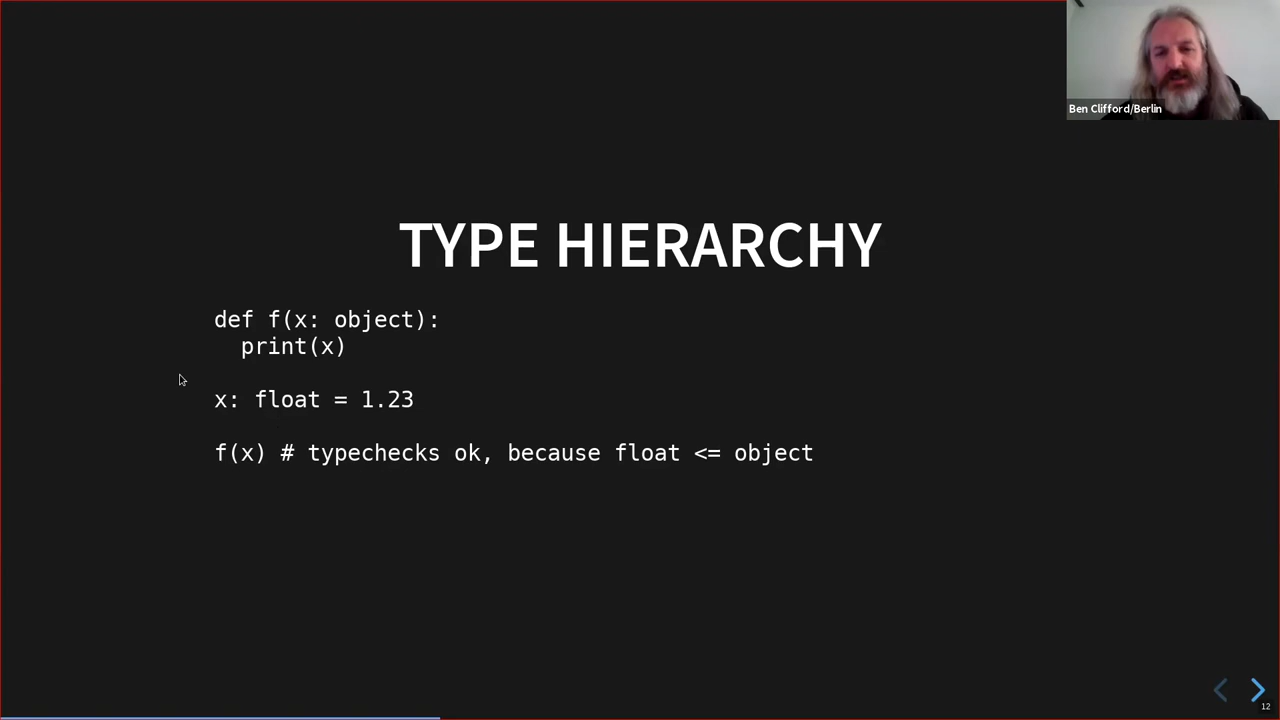 Ben Clifford/Berlin
TYPE HIERARCHY
def f(x: object):
  print(x)
x: float = 1.23
f(x) # typechecks ok, because float <= object
12